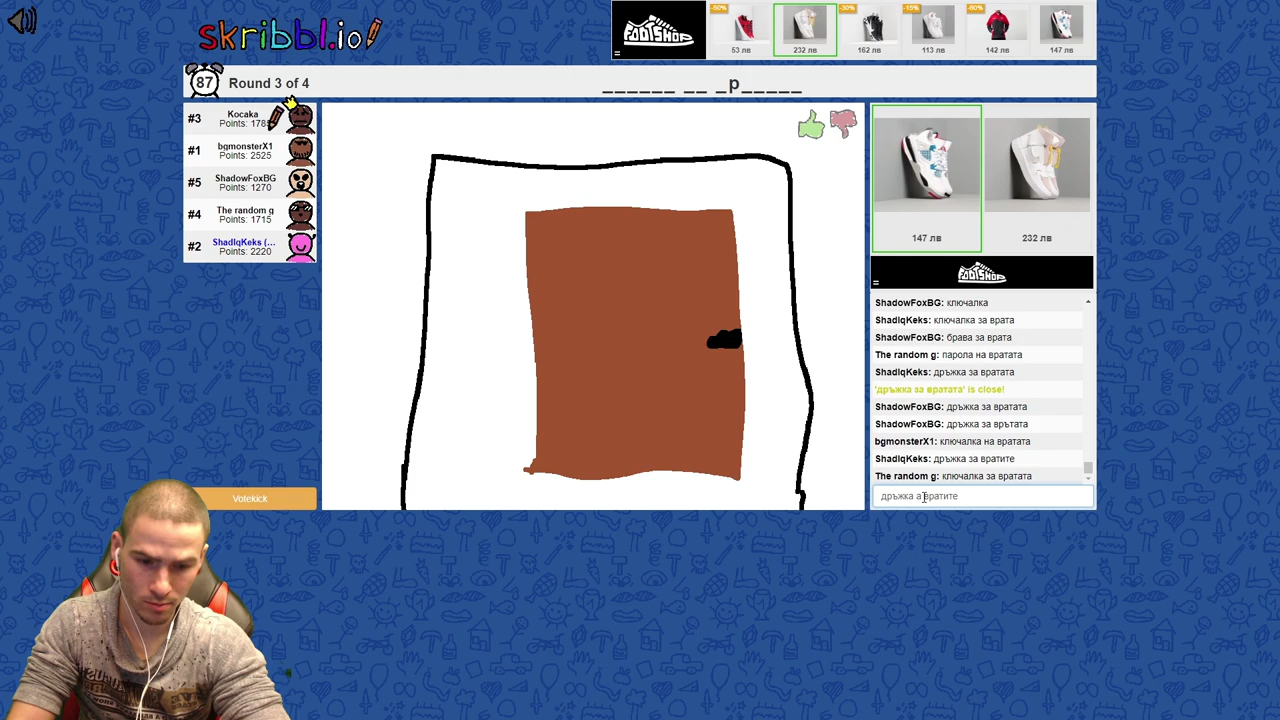 skribbl.io
FOOTSHOP
-50%
-30%
-15%
-60%
53 лв
232 лв
162 лв
113 лв
142 лв
147 лв
87
Round 3 of 4
______ __ _p_____
#3
Kocaka
#1
bgmonsterX1
Points: 2525
#5
ShadowFoxBG
Points: 1270
#4
The random g
Points: 1715
#2
ShadlqKeks (...
Points: 2220
Votekick
147 лв
232 лв
FOOTSHOP
ShadowFoxBG: ключалка
ShadlqKeks: ключалка за врата
ShadowFoxBG: брава за врата
The random g: парола на вратата
ShadlqKeks: дръжка за вратата
'дръжка за вратата' is close!
ShadowFoxBG: дръжка за вратата
ShadowFoxBG: дръжка за врътата
bgmonsterX1: ключалка на вратата
ShadlqKeks: дръжка за вратите
The random g: ключалка за вратата
дръжка а вратите